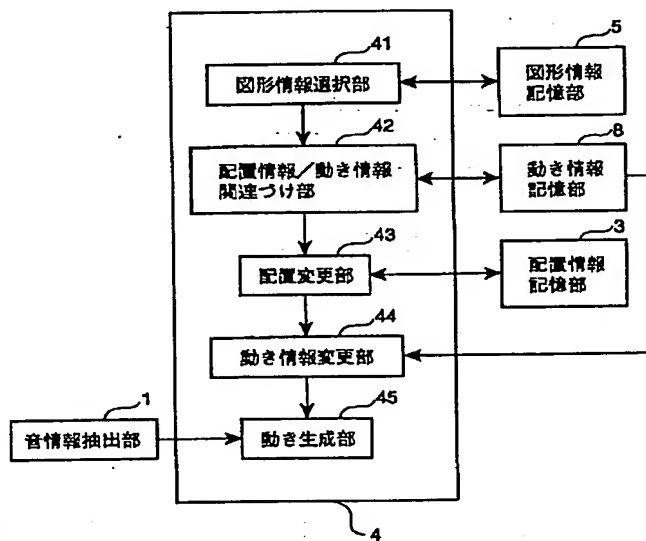 41
図形情報選択部
5
図形情報
記憶部
42
配置情報／動き情報
関連づけ部
8
動き情報
記憶部
43
配置変更部
3
配置情報
記憶部
44
動き情報変更部
1
音情報抽出部
45
動き生成部
4